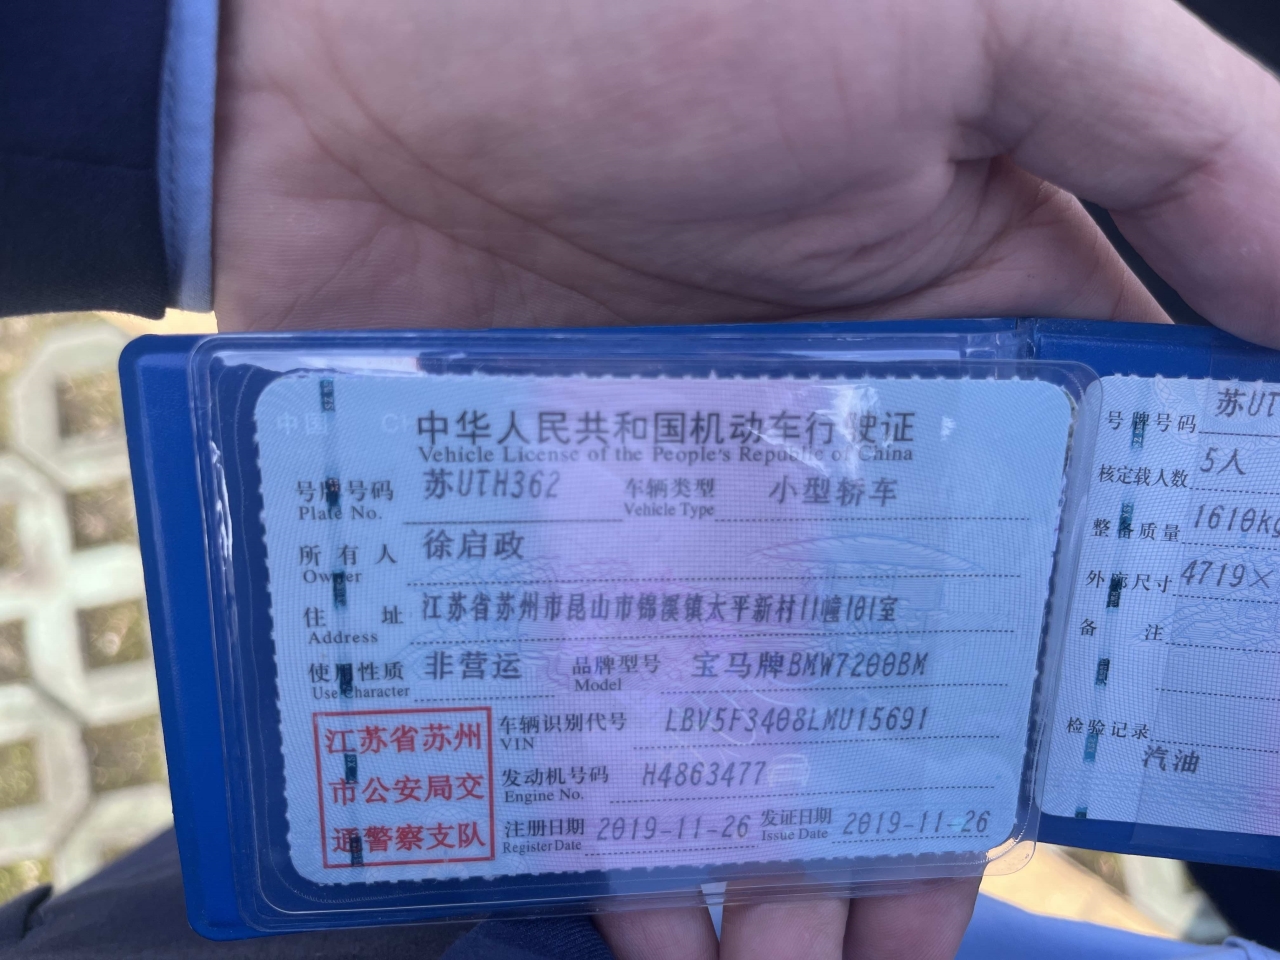 中华人民共和国机动车行驶证
Vehicle License of the People's Republic of China
号牌号码 苏UTH362 车辆类型 小型轿车
Plate No. Vehicle Type
所有人 徐启政
Owner
住址 江苏省苏州市昆山市锦溪镇太平新村11幢101室
Address
使用性质 非营运 品牌型号 宝马牌BMW7200BM
Use Character Model
江苏省苏州
市公安局交
通警察支队
车辆识别代号 LBV5F3408LMU15691
VIN
发动机号码 H4863477
Engine No.
注册日期 2019-11-26 发证日期 2019-11-26
Register Date Issue Date
号牌号码 苏UT
核定载人数 5人
整备质量 1610kg
外廓尺寸 4719×
备注
检验记录
汽油